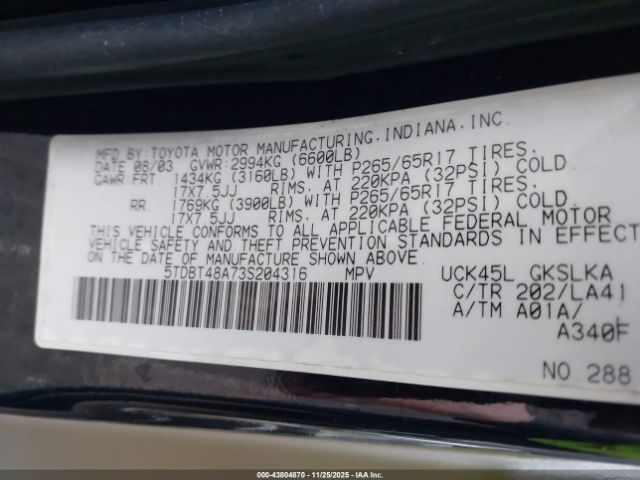 MFD.BY:TOYOTA MOTOR MANUFACTURING.INDIANA.INC.
DATE 08/03 GVWR:2994KG (6600LB)
GAWR:FRT. 1434KG (3160LB) WITH P265/65R17 TIRES,
17X7.5JJ RIMS, AT 220KPA (32PSI) COLD.
RR. 1769KG (3900LB) WITH P265/65R17 TIRES,
17X7.5JJ RIMS, AT 220KPA (32PSI) COLD.
THIS VEHICLE CONFORMS TO ALL APPLICABLE FEDERAL MOTOR
VEHICLE SAFETY AND THEFT PREVENTION STANDARDS IN EFFECT
ON THE DATE OF MANUFACTURE SHOWN ABOVE.
5TDBT48A73S204316 MPV
UCK45L GKSLKA
C/TR 202/LA41
A/TM A01A/
A340F
NO.288
000-43804870 - 11/25/2025 - IAA, Inc.